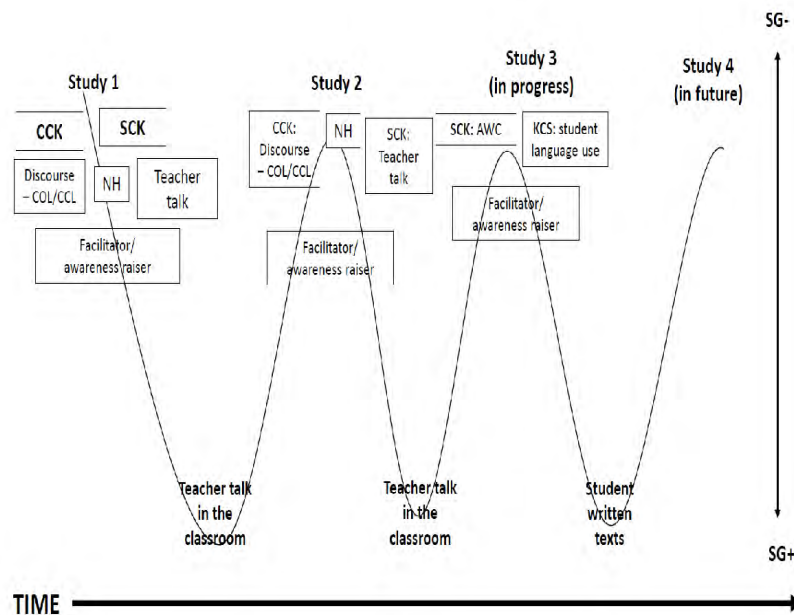 SG-
Study 1
CCK
SCK
Discourse
– COL/CCL
NH
Teacher
talk
Facilitator/
awareness raiser
Study 2
CCK:
Discourse
– COL/CCL
NH
SCK:
Teacher
talk
Facilitator/
awareness raiser
Study 3
(in progress)
SCK: AWC
KCS: student
language use
Facilitator/
awareness raiser
Study 4
(in future)
Teacher talk
in the
classroom
Teacher talk
in the
classroom
Student
written
texts
SG+
TIME